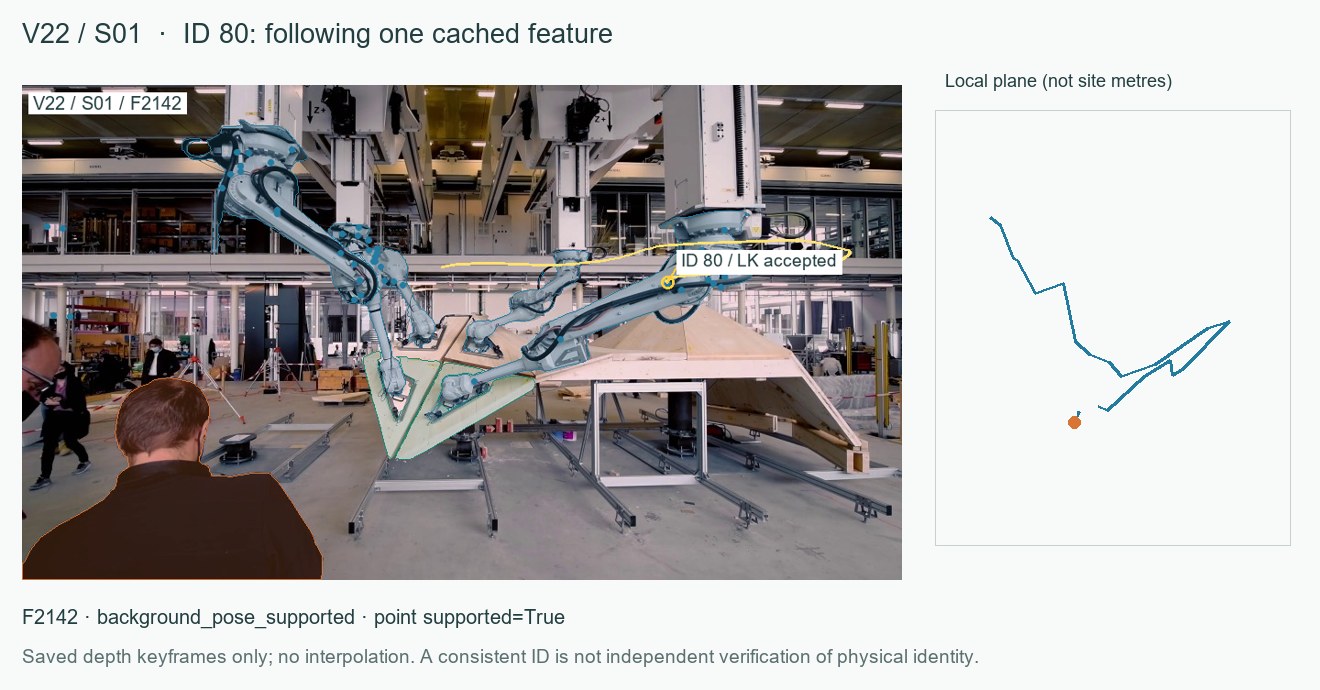 V22 / S01 · ID 80: following one cached feature
Local plane (not site metres)
V22 / S01 / F2142
Z+
Z+
ID 80 / LK accepted
F2142 · background_pose_supported · point supported=True
Saved depth keyframes only; no interpolation. A consistent ID is not independent verification of physical identity.